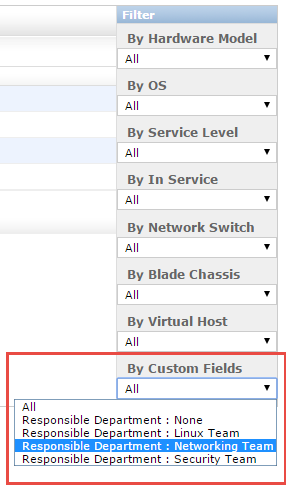 Filter
By Hardware Model
All
By OS
All
By Service Level
All
By In Service
All
By Network Switch
All
By Blade Chassis
All
By Virtual Host
All
By Custom Fields
All
All
Responsible Department : None
Responsible Department : Linux Team
Responsible Department : Networking Team
Responsible Department : Security Team